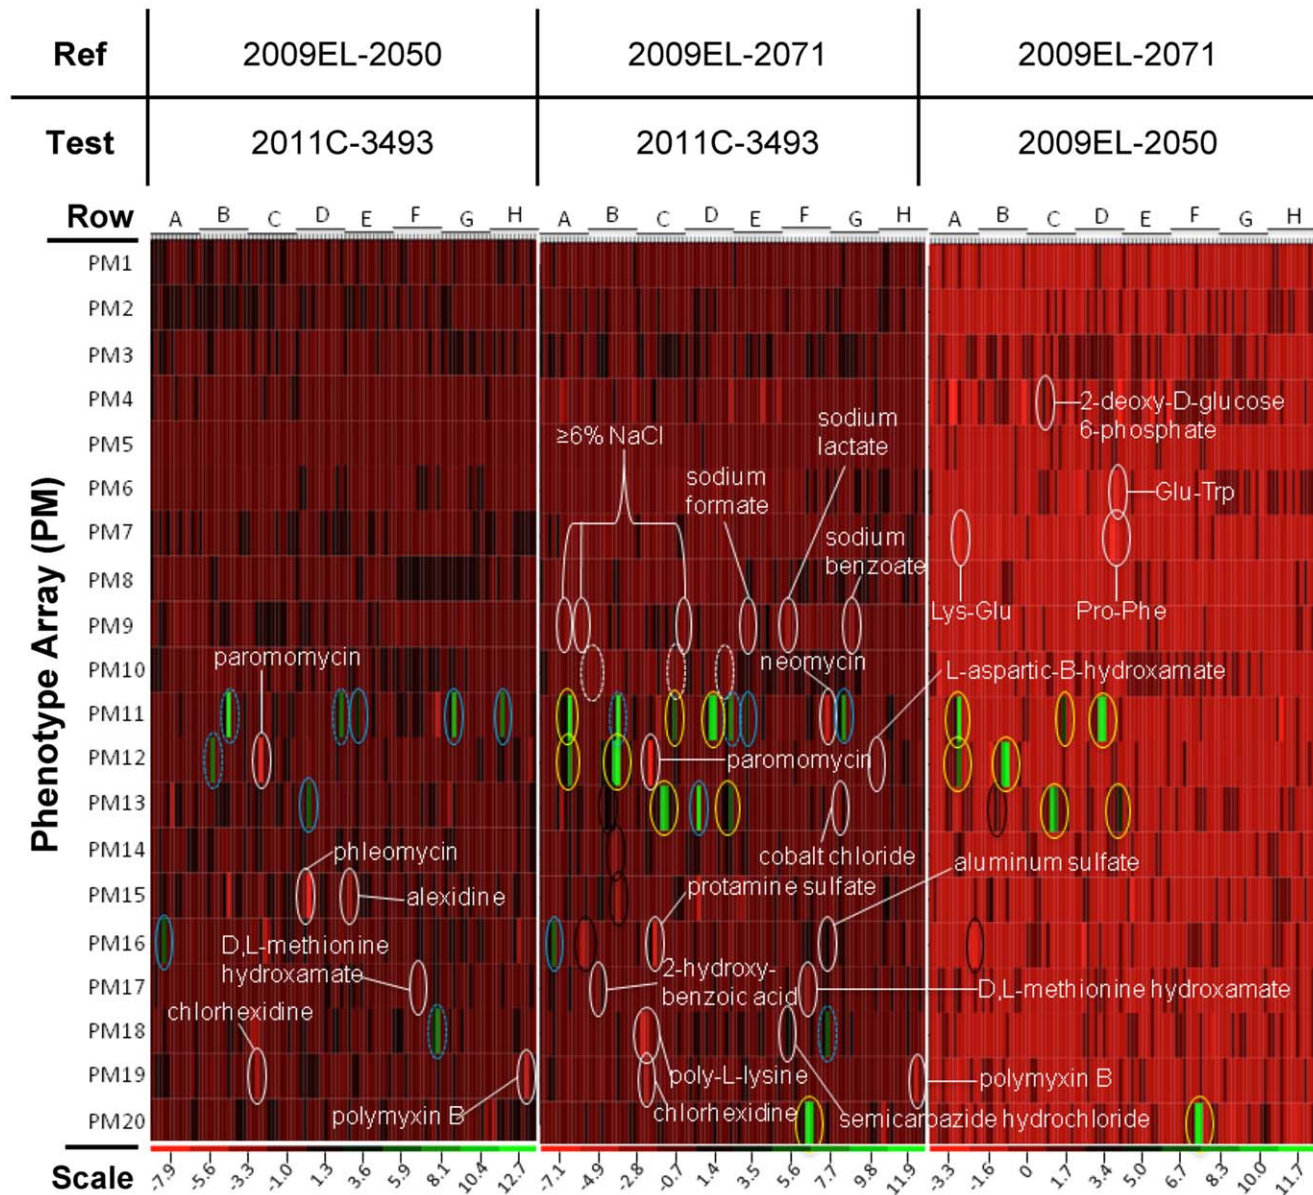 Ref 2009EL-2050 2009EL-2071 2009EL-2071
Test 2011C-3493 2011C-3493 2009EL-2050
Row A B C D E F G H A B C D E F G H A B C D E F G H
Phenotype Array (PM)
PM1
PM2
PM3
PM4
PM5
PM6
PM7
PM8
PM9
PM10
PM11
PM12
PM13
PM14
PM15
PM16
PM17
PM18
PM19
PM20
paromomycin
phleomycin
alexidine
D,L-methionine
hydroxamate
chlorhexidine
polymyxin B
≥6% NaCl
sodium
lactate
sodium
formate
sodium
benzoate
neomycin
L-aspartic-B-hydroxamate
paromomycin
cobalt chloride
aluminum sulfate
protamine sulfate
2-hydroxy-
benzoic acid
D,L-methionine hydroxamate
poly-L-lysine
polymyxin B
chlorhexidine
semicarbazide hydrochloride
2-deoxy-D-glucose
6-phosphate
Glu-Trp
Lys-Glu
Pro-Phe
Scale -7.9 -5.6 -3.3 -1.0 1.3 3.6 5.9 8.1 10.4 12.7 -7.1 -4.9 -2.8 -0.7 1.4 3.5 5.6 7.7 9.8 11.9 -3.3 -1.6 0 1.7 3.4 5.0 6.7 8.3 10.0 11.7